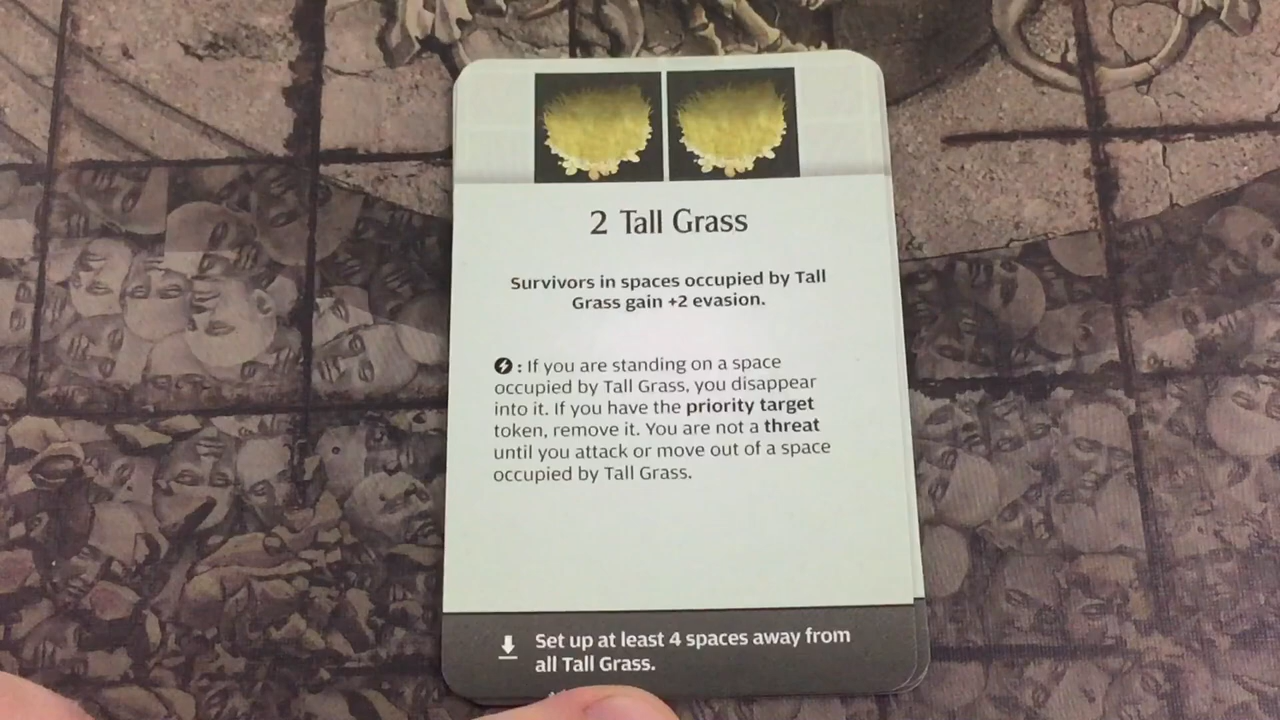 2 Tall Grass
Survivors in spaces occupied by Tall
Grass gain +2 evasion.
: If you are standing on a space
occupied by Tall Grass, you disappear
into it. If you have the priority target
token, remove it. You are not a threat
until you attack or move out of a space
occupied by Tall Grass.
Set up at least 4 spaces away from
all Tall Grass.